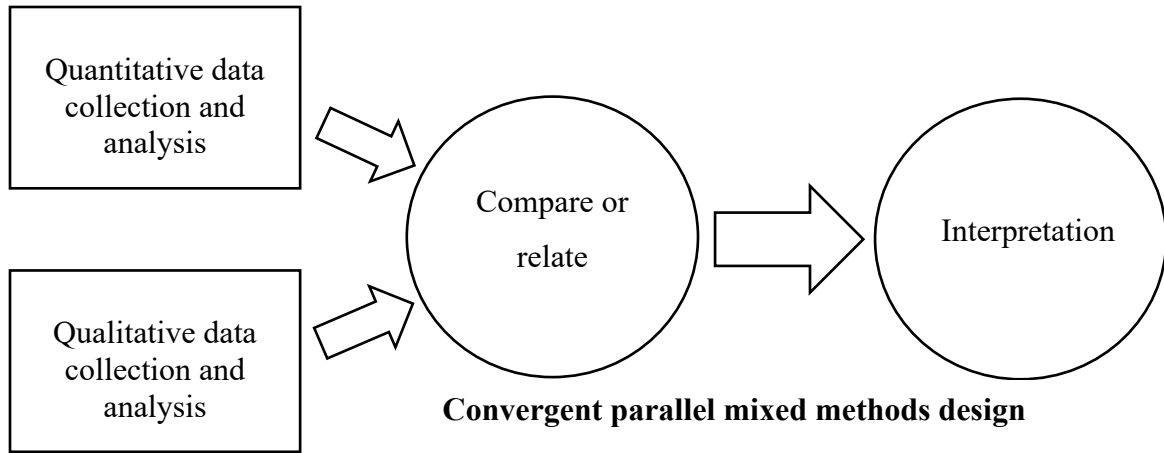 Quantitative data
collection and
analysis
Qualitative data
collection and
analysis
Compare or
relate
Interpretation
Convergent parallel mixed methods design